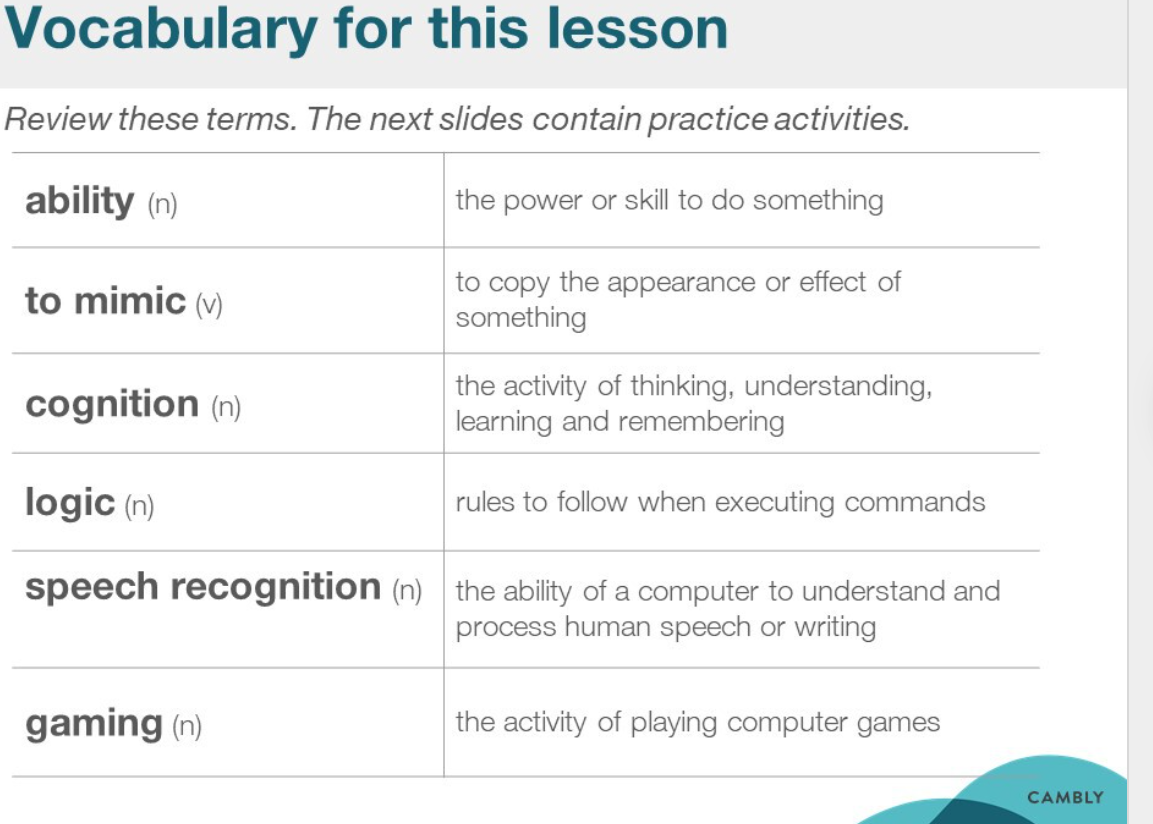 Vocabulary for this lesson
Review these terms. The next slides contain practice activities.
ability (n)
the power or skill to do something
to mimic (v)
to copy the appearance or effect of
something
cognition (n)
the activity of thinking, understanding,
learning and remembering
logic (n)
rules to follow when executing commands
speech recognition (n)
the ability of a computer to understand and
process human speech or writing
gaming (n)
the activity of playing computer games
CAMBLY